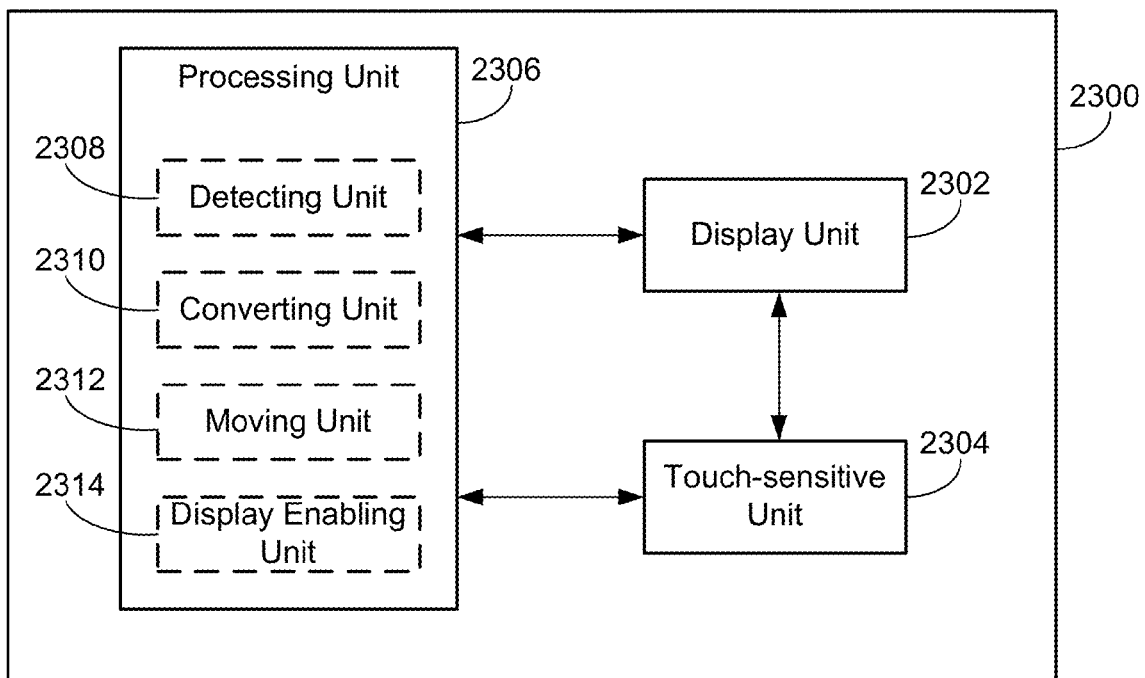 Processing Unit
2306
2300
2308
Detecting Unit
2302
Display Unit
2310
Converting Unit
2312
Moving Unit
2304
Touch-sensitive
Unit
2314
Display Enabling
Unit